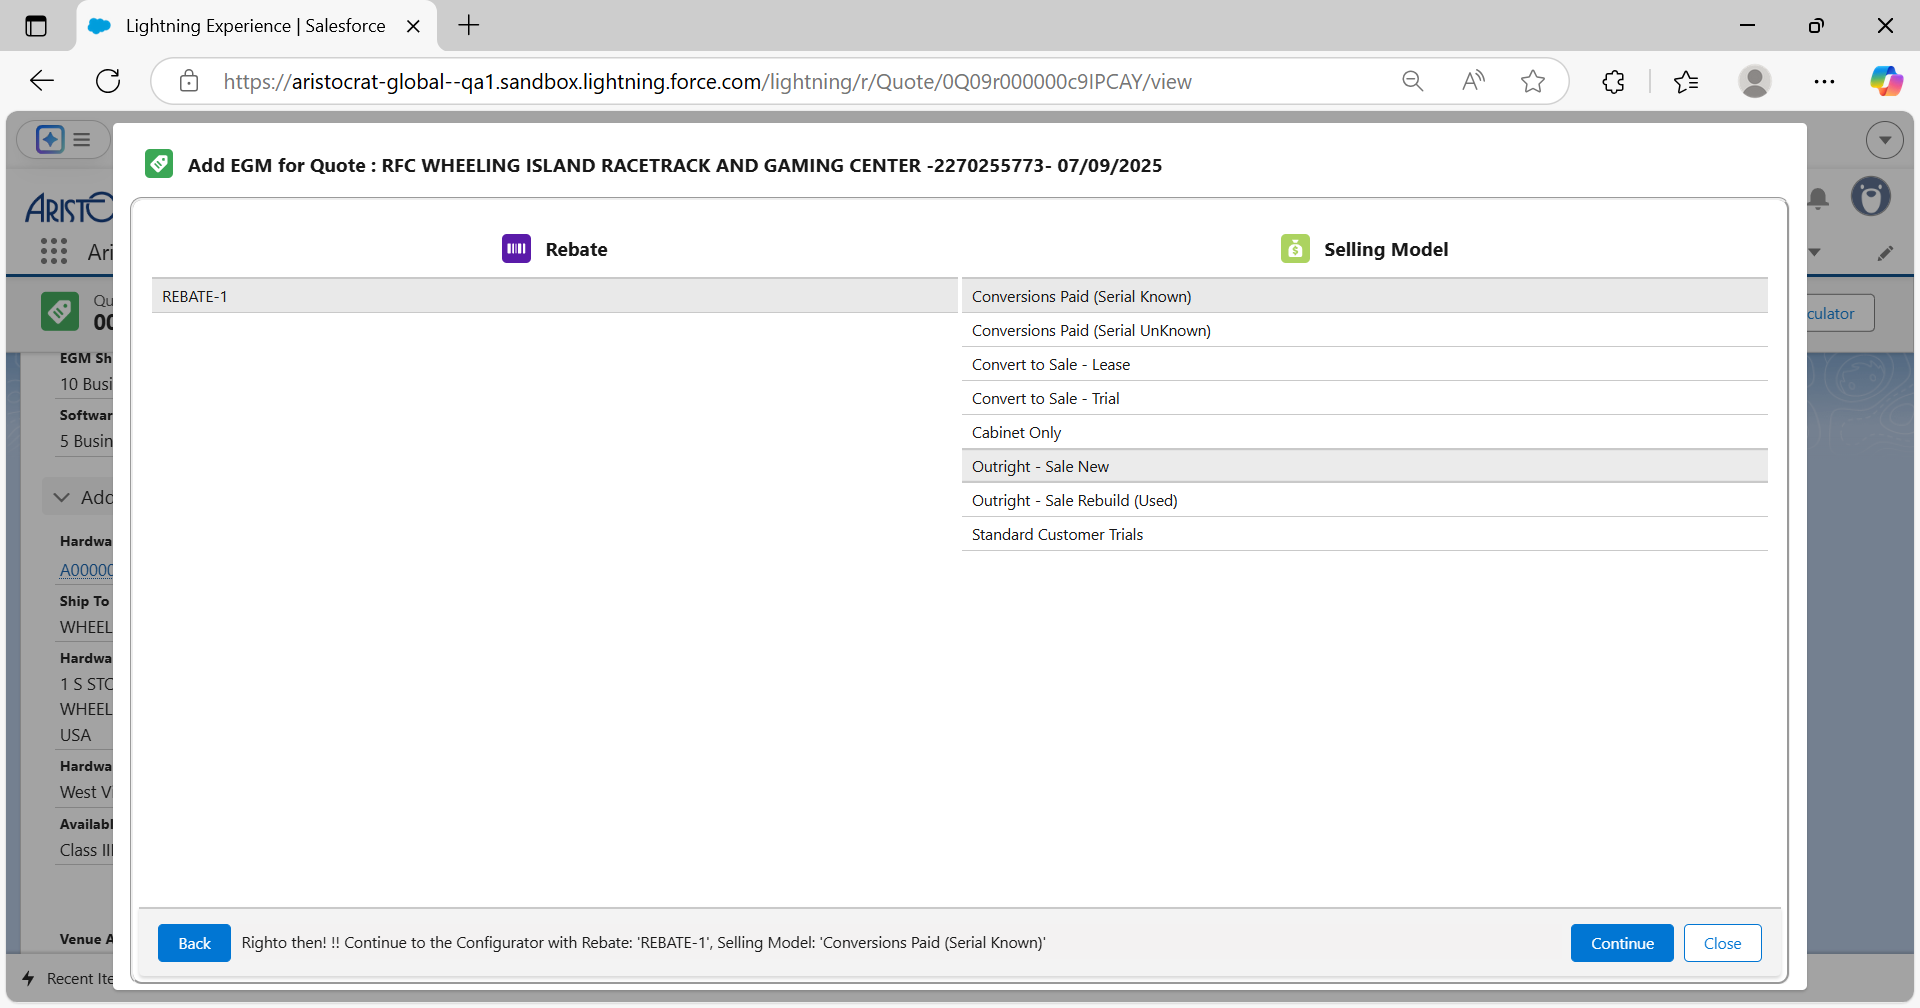 Lightning Experience | Salesforce
https://aristocrat-global--qa1.sandbox.lightning.force.com/lightning/r/Quote/0Q09r000000c9IPCAY/view
Add EGM for Quote : RFC WHEELING ISLAND RACETRACK AND GAMING CENTER -2270255773- 07/09/2025
ARISTO
Ari
Qu
00
culator
EGM Sh
10 Busi
Softwar
5 Busin
Add
Hardwa
A00000
Ship To
WHEEL
Hardwa
1 S STO
WHEEL
USA
Hardwa
West Vi
Availabl
Class III
Venue A
Recent Ite
Rebate
REBATE-1
Selling Model
Conversions Paid (Serial Known)
Conversions Paid (Serial UnKnown)
Convert to Sale - Lease
Convert to Sale - Trial
Cabinet Only
Outright - Sale New
Outright - Sale Rebuild (Used)
Standard Customer Trials
Back
Righto then! !! Continue to the Configurator with Rebate: 'REBATE-1', Selling Model: 'Conversions Paid (Serial Known)'
Continue
Close